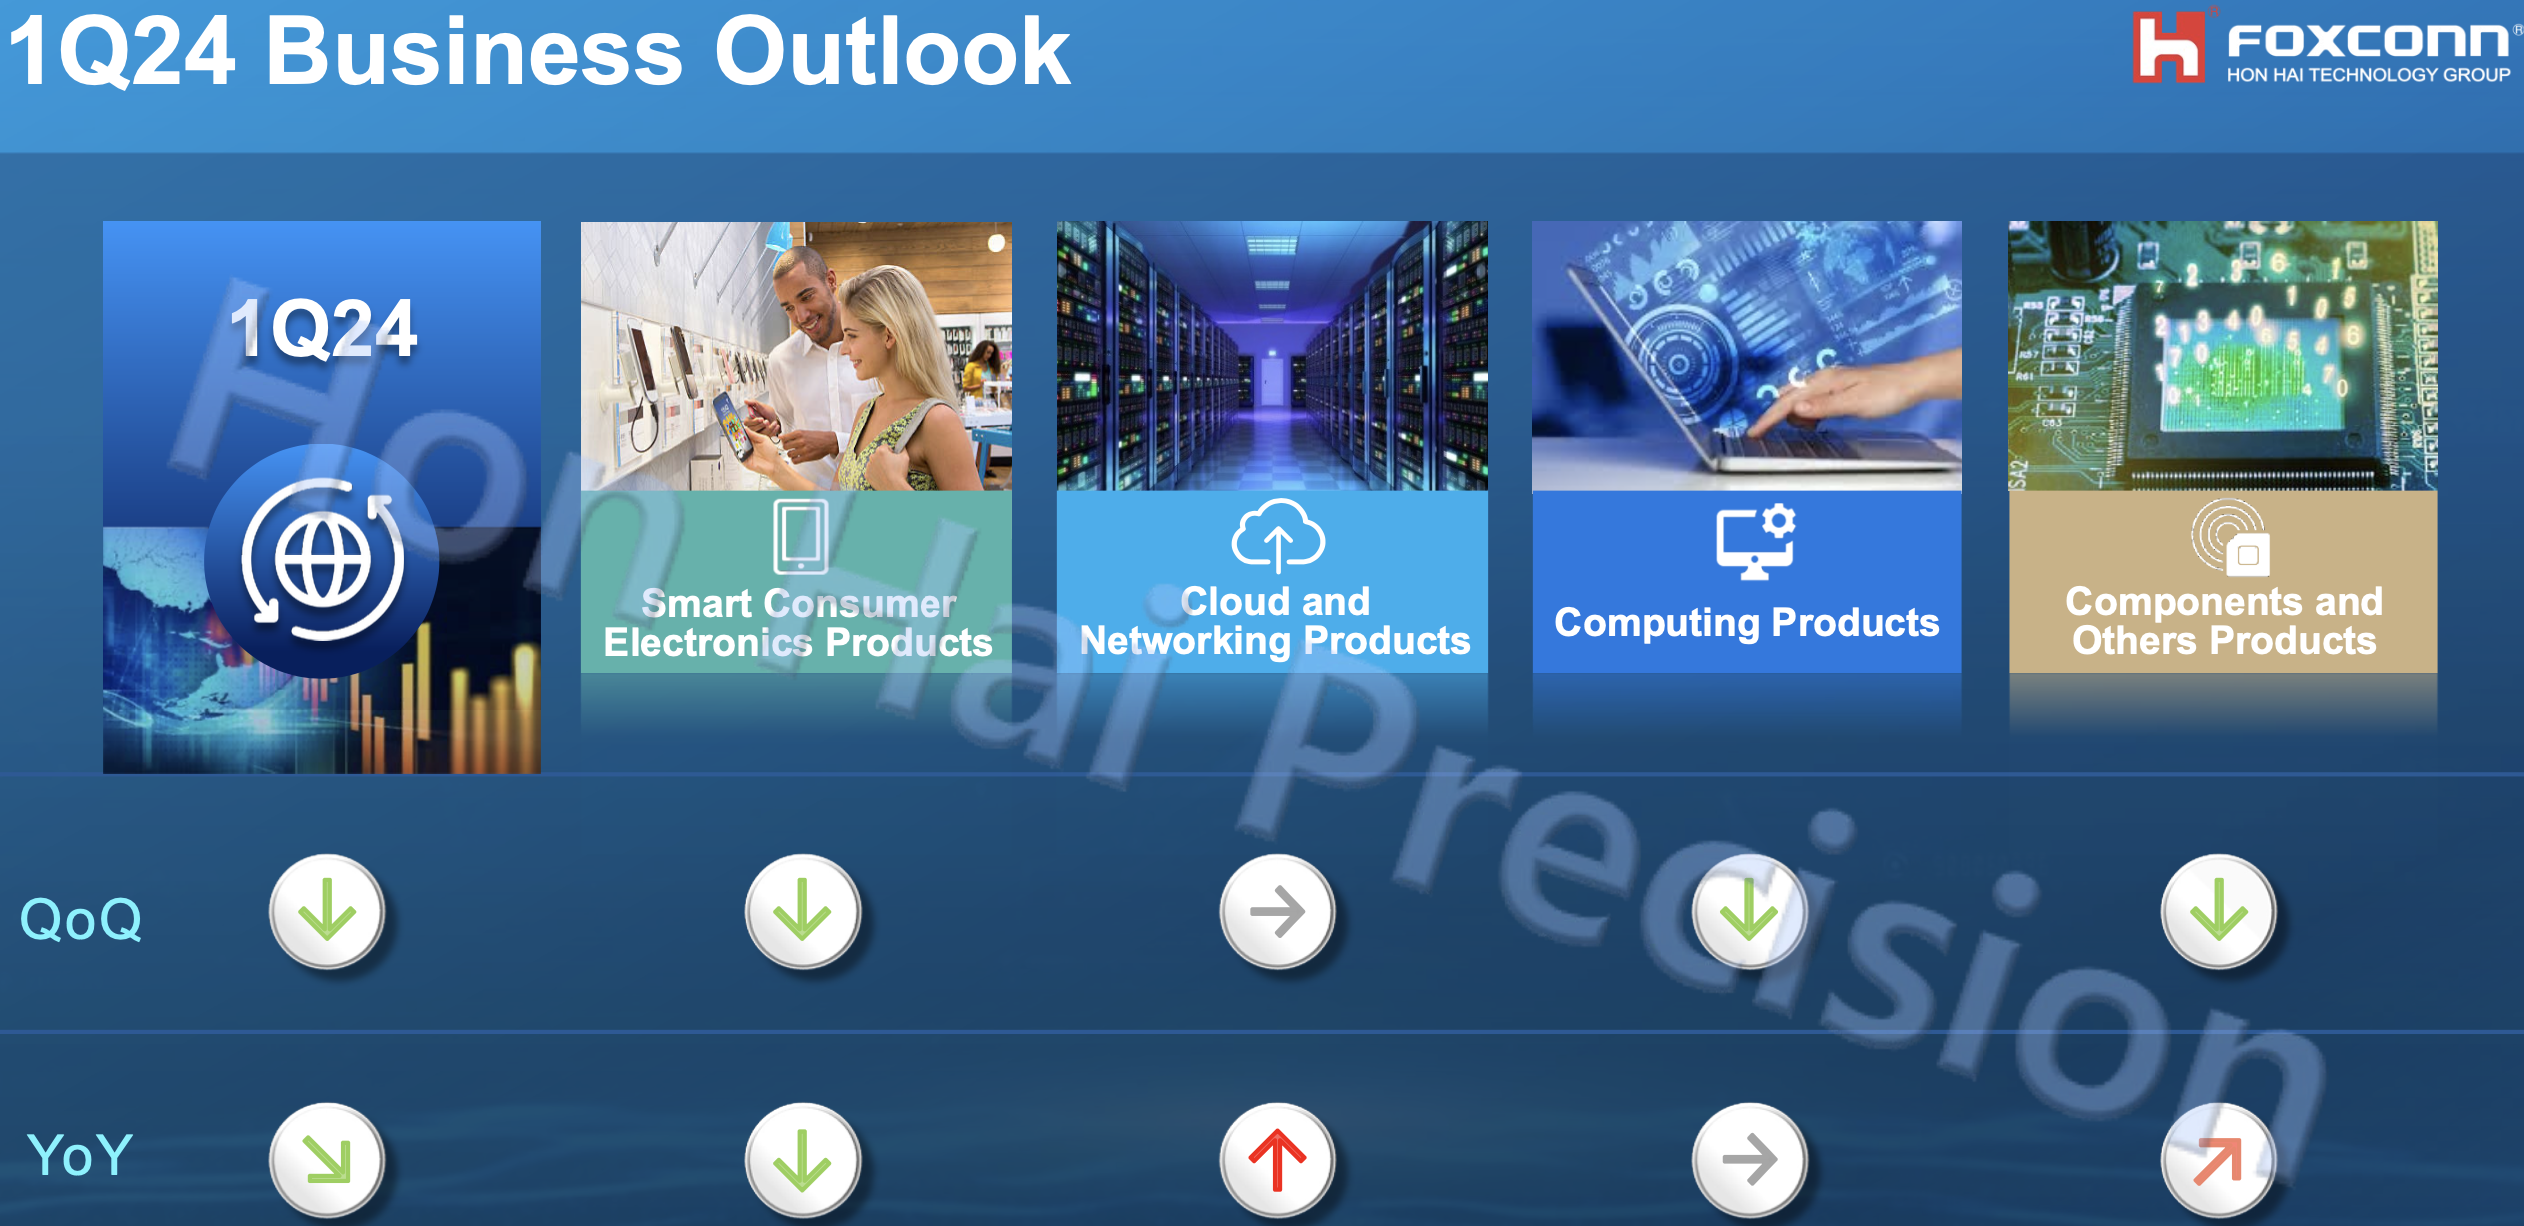 1Q24 Business Outlook
FOXCONN®
HON HAI TECHNOLOGY GROUP
1Q24
Smart Consumer
Electronics Products
Cloud and
Networking Products
Computing Products
Components and
Others Products
QoQ
YoY
Hon Hai Precision